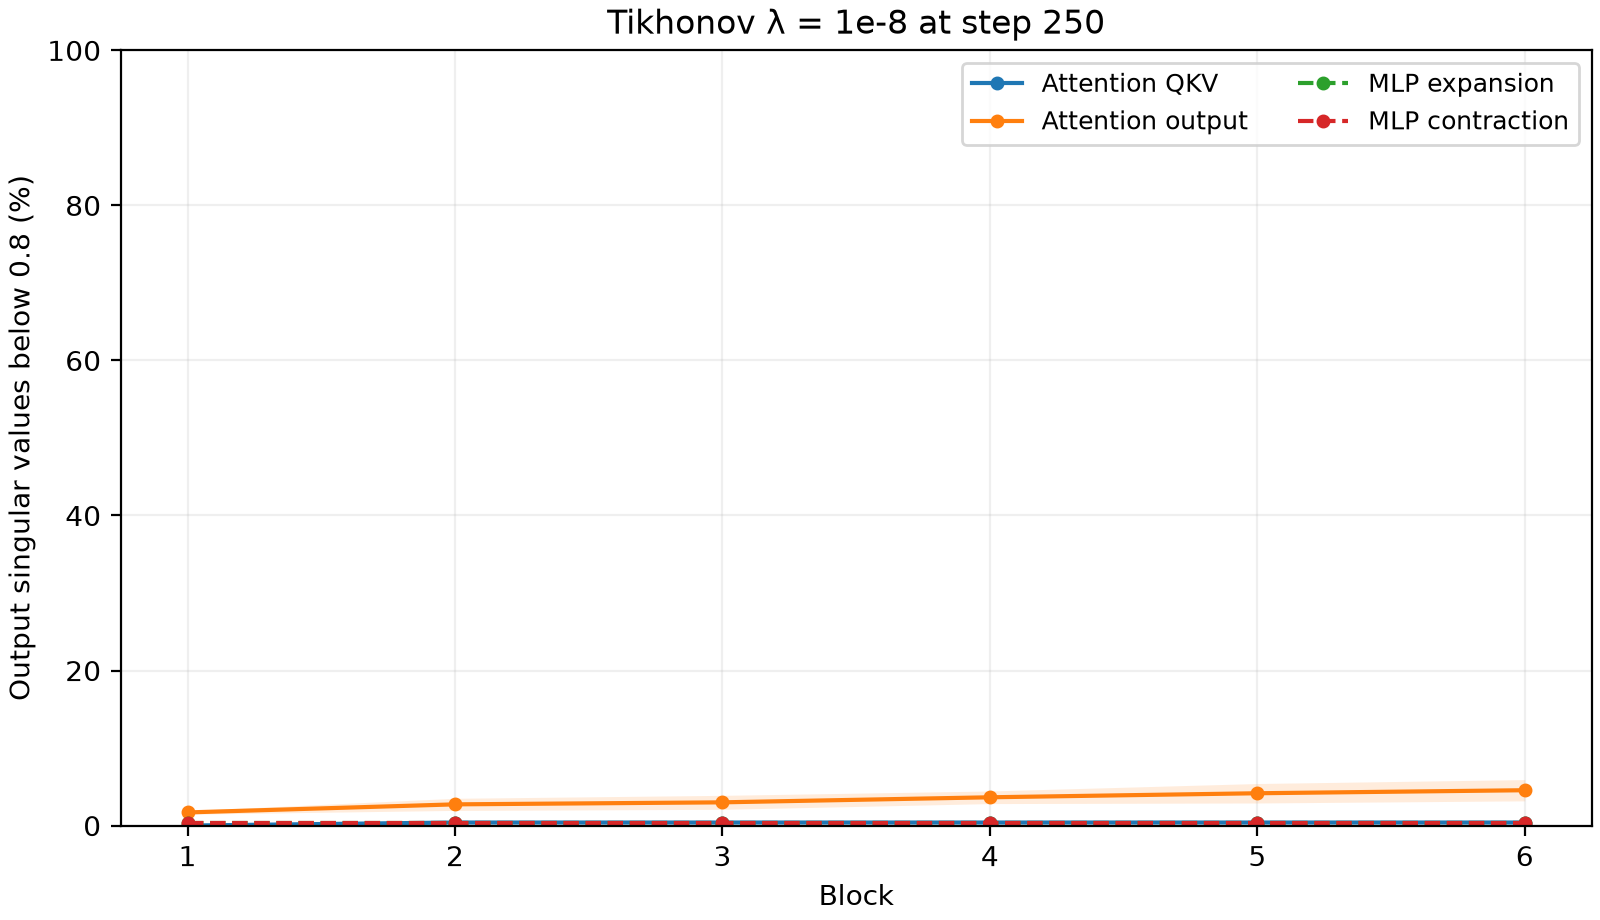 Tikhonov λ = 1e-8 at step 250
Output singular values below 0.8 (%)
100
80
60
40
20
0
Attention QKV
Attention output
MLP expansion
MLP contraction
1 2 3 4 5 6
Block